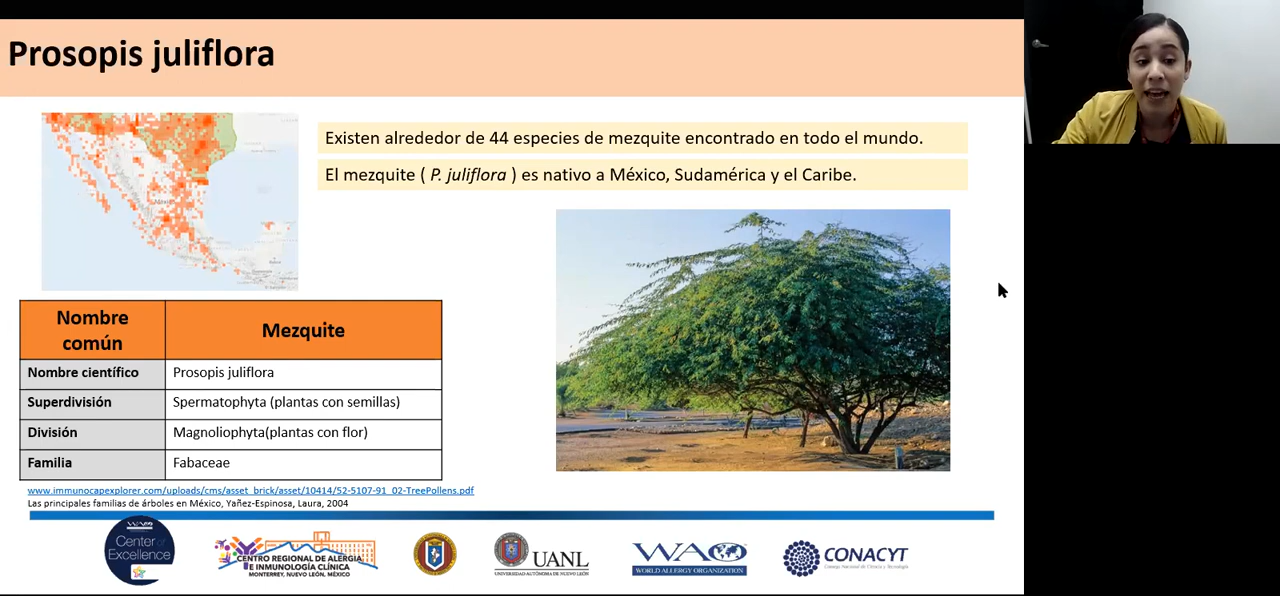 Prosopis juliflora
Existen alrededor de 44 especies de mezquite encontrado en todo el mundo.
El mezquite ( P. juliflora ) es nativo a México, Sudamérica y el Caribe.
México
Nombre común
Mezquite
Nombre científico
Prosopis juliflora
Superdivisión
Spermatophyta (plantas con semillas)
División
Magnoliophyta(plantas con flor)
Familia
Fabaceae
www.immunocapexplorer.com/uploads/cms/asset_brick/asset/10414/52-5107-91_02-TreePollens.pdf
Las principales familias de árboles en México, Yañez-Espinosa, Laura, 2004
WAO
Center of
Excellence
CENTRO REGIONAL DE ALERGIA
E INMUNOLOGÍA CLÍNICA
MONTERREY, NUEVO LEÓN, MÉXICO
UANL
UNIVERSIDAD AUTÓNOMA DE NUEVO LEÓN
WAO
WORLD ALLERGY ORGANIZATION
CONACYT
Consejo Nacional de Ciencia y Tecnología